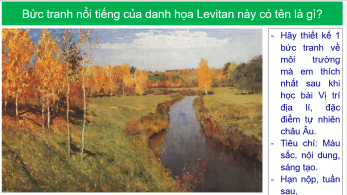 Bức tranh nổi tiếng của danh họa Levitan này có tên là gì?
- Hãy thiết kế 1
bức tranh về
môi trường
mà em thích
nhất sau khi
học bài Vị trí
địa lí, đặc
điểm tự nhiên
châu Âu.
- Tiêu chí: Màu
sắc, nội dung,
sáng tạo.
- Hạn nộp, tuần
sau.